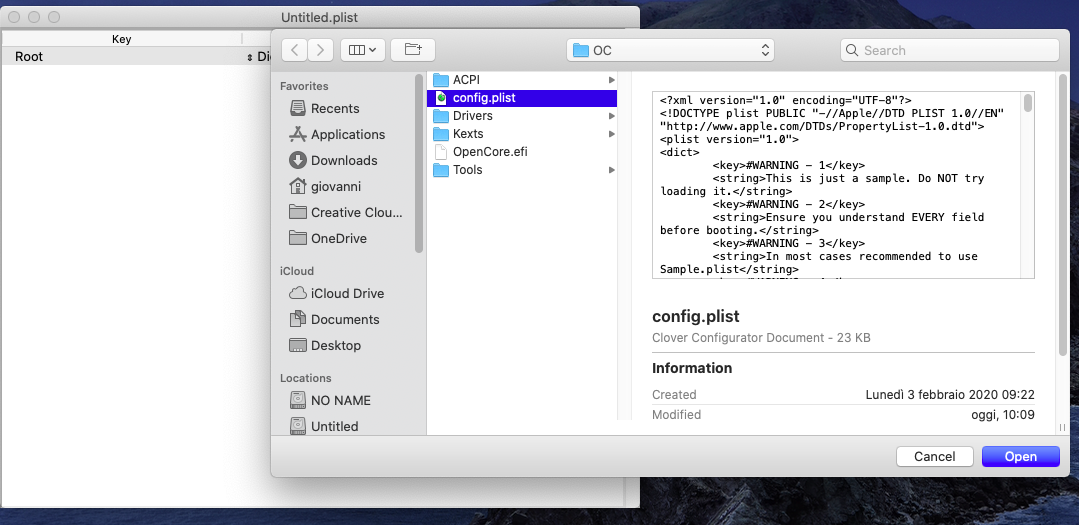 Untitled.plist
Key
Root
Di
OC
Search
Favorites
Recents
Applications
Downloads
giovanni
Creative Clou...
OneDrive
iCloud
iCloud Drive
Documents
Desktop
Locations
NO NAME
Untitled
ACPI
config.plist
Drivers
Kexts
OpenCore.efi
Tools
<?xml version="1.0" encoding="UTF-8"?>
<!DOCTYPE plist PUBLIC "-//Apple//DTD PLIST 1.0//EN"
"http://www.apple.com/DTDs/PropertyList-1.0.dtd">
<plist version="1.0">
<dict>
<key>#WARNING - 1</key>
<string>This is just a sample. Do NOT try
loading it.</string>
<key>#WARNING - 2</key>
<string>Ensure you understand EVERY field
before booting.</string>
<key>#WARNING - 3</key>
<string>In most cases recommended to use
Sample.plist</string>
config.plist
Clover Configurator Document - 23 KB
Information
Created Lunedì 3 febbraio 2020 09:22
Modified oggi, 10:09
Cancel
Open